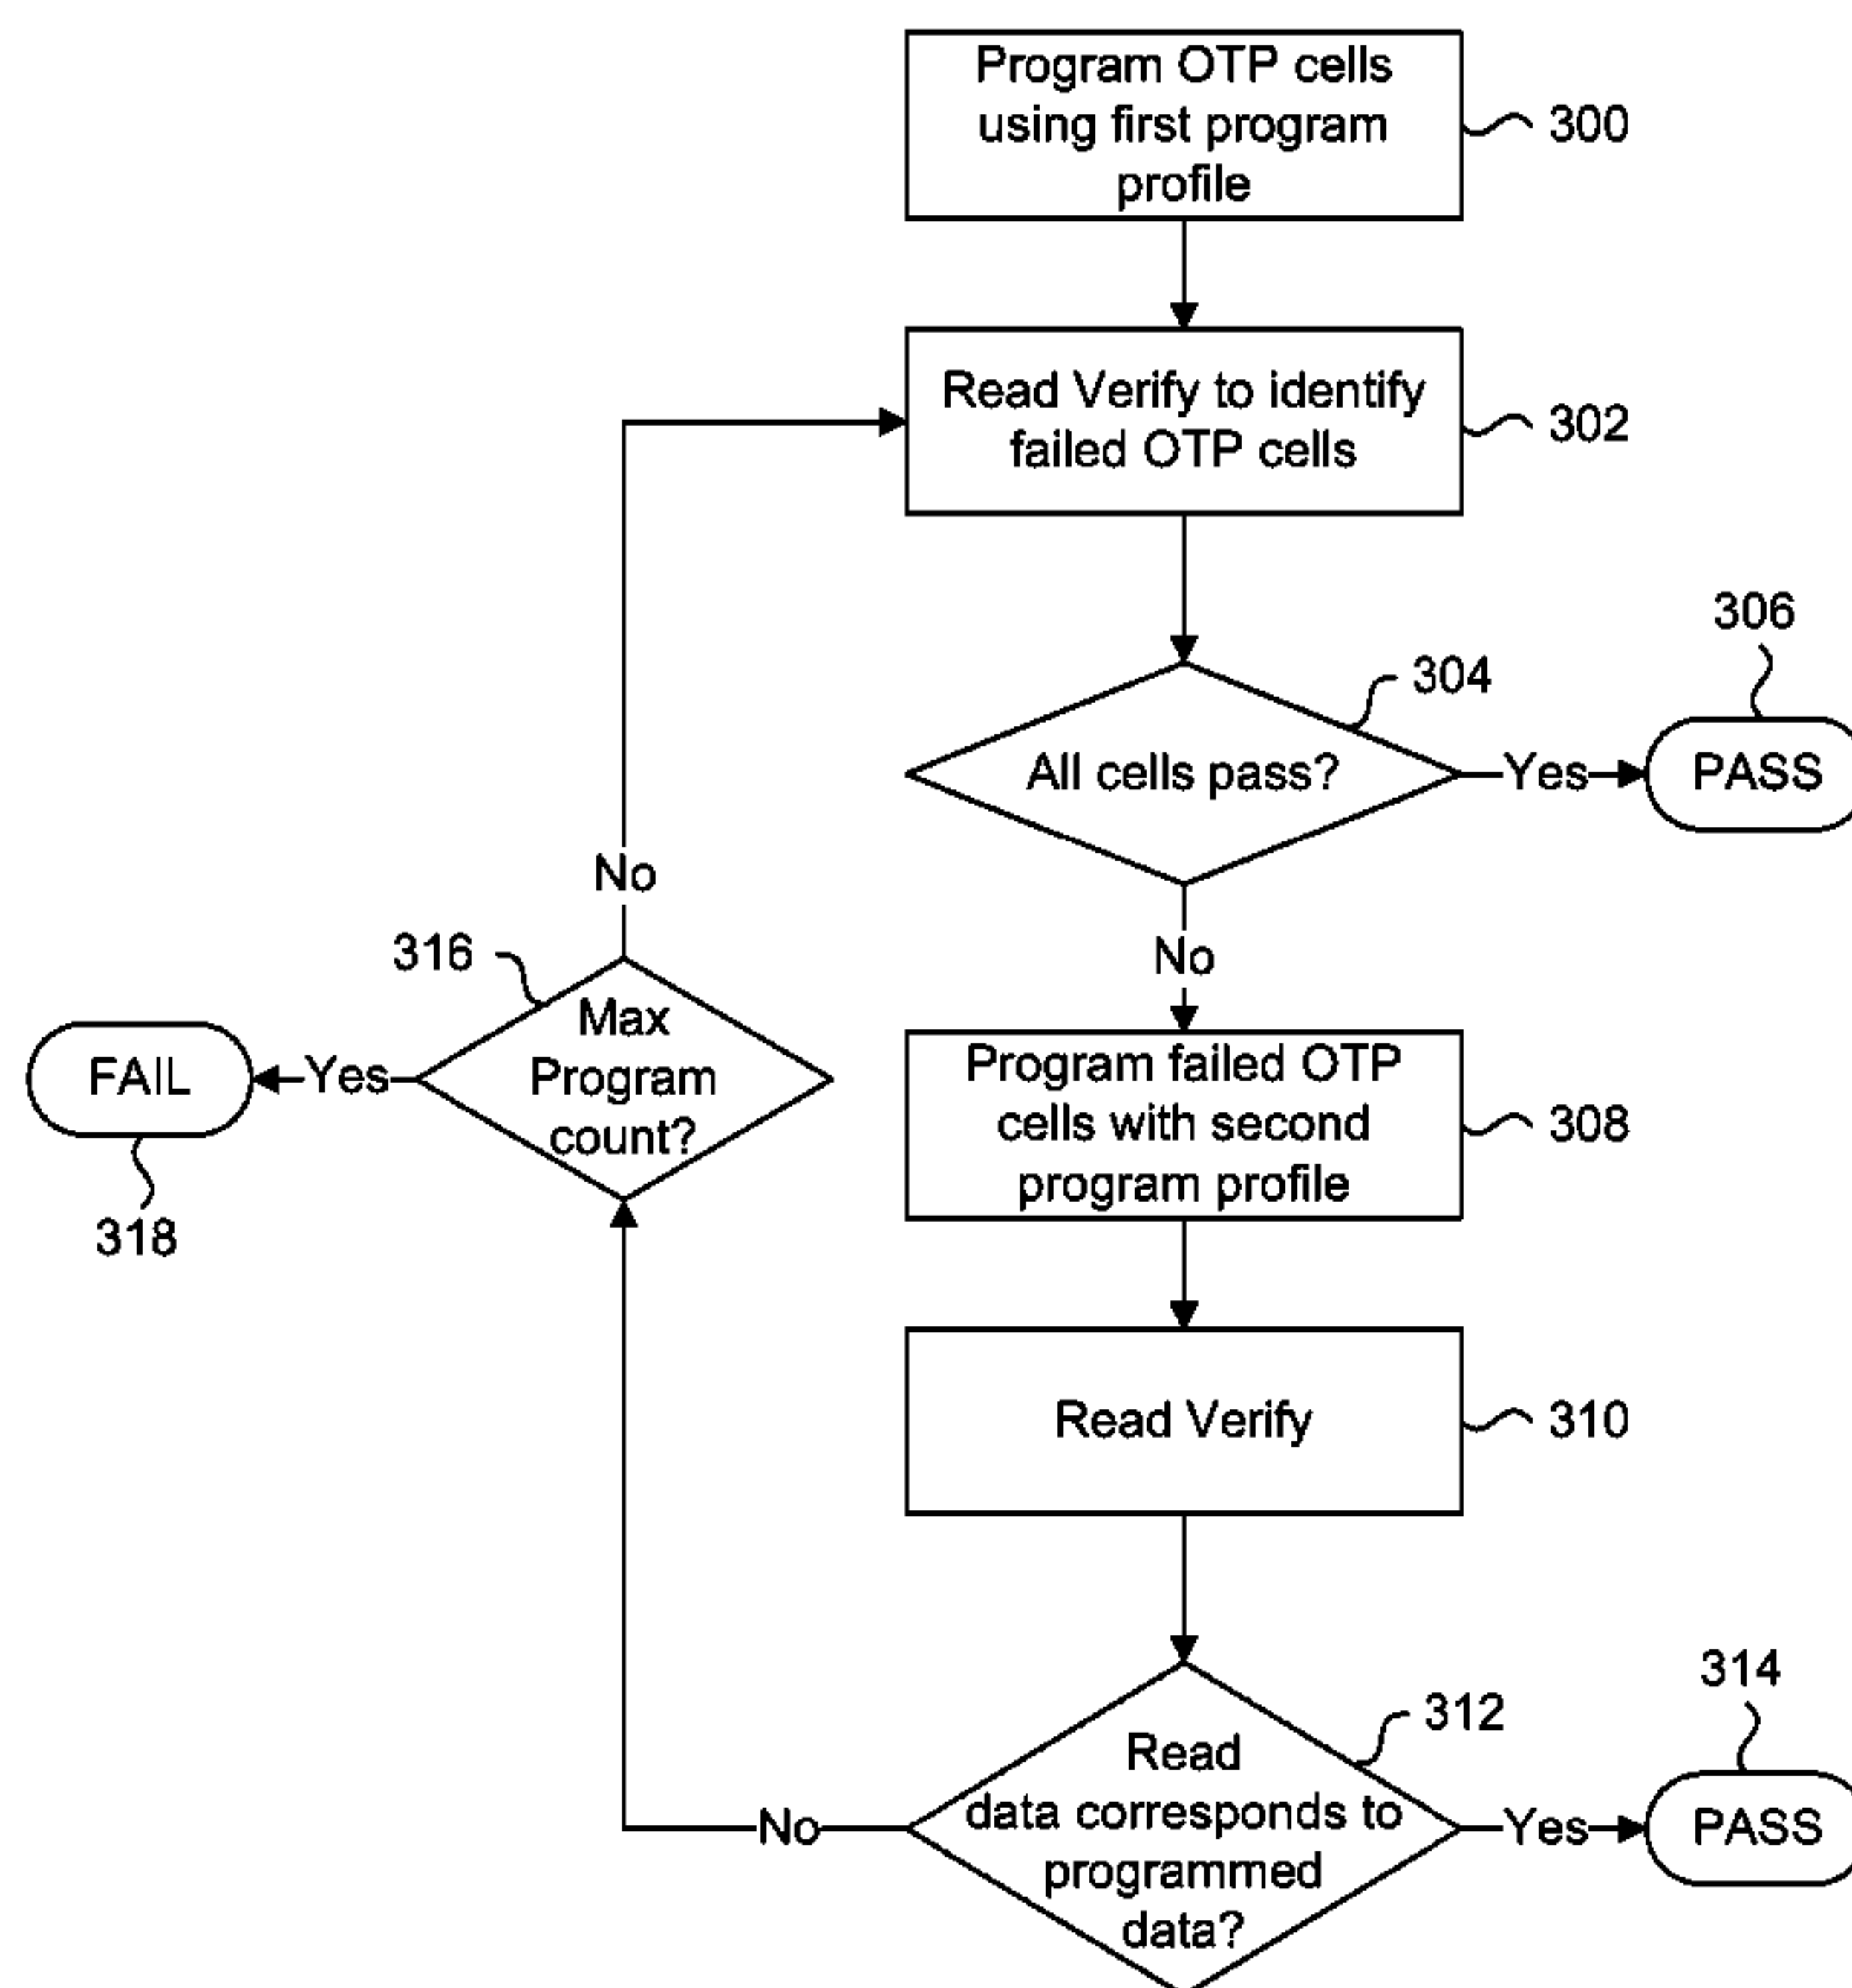 Program OTP cells
using first program
profile
300
Read Verify to identify
failed OTP cells
302
306
304
All cells pass?
Yes
PASS
No
No
316
Max
Program
count?
Yes
FAIL
318
Program failed OTP
cells with second
program profile
308
Read Verify
310
314
312
Read
data corresponds to
programmed
data?
No
Yes
PASS